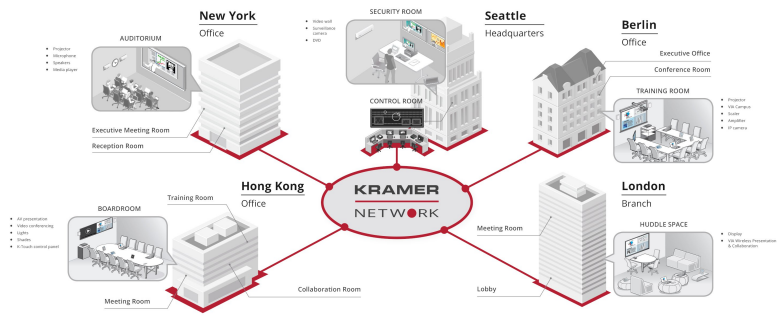 New York
Office
AUDITORIUM
Projector
Microphone
Speakers
Media player
Executive Meeting Room
Reception Room
SECURITY ROOM
Video wall
Surveillance
camera
DVD
CONTROL ROOM
Seattle
Headquarters
Berlin
Office
Executive Office
Conference Room
TRAINING ROOM
Projector
VIA Campus
Scaler
Amplifier
IP camera
KRAMER
NETWORK
Hong Kong
Office
Training Room
BOARDROOM
AV presentation
Video conferencing
Lights
Shades
K-Touch control panel
Meeting Room
Collaboration Room
London
Branch
Meeting Room
HUDDLE SPACE
Display
VIA Wireless Presentation
& Collaboration
Lobby